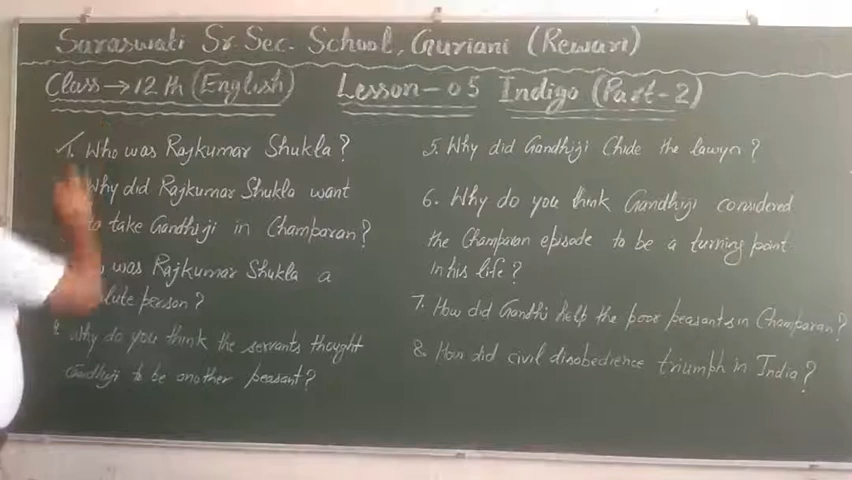 Saraswati Sr. Sec. School, Guriani (Rewari)
Class → 12th (English) Lesson - 05 Indigo (Part-2)
1. Who was Rajkumar Shukla?
Why did Rajkumar Shukla want
to take Gandhiji in Champaran?
was Rajkumar Shukla a
person?
Why do you think the servants thought
Gandhiji to be another peasant?
5. Why did Gandhiji Chide the lawyer?
6. Why do you think Gandhiji considered
the Champaran episode to be a turning point
in his life?
7. How did Gandhi help the poor peasants in Champaran?
8. How did civil disobedience triumph in India?